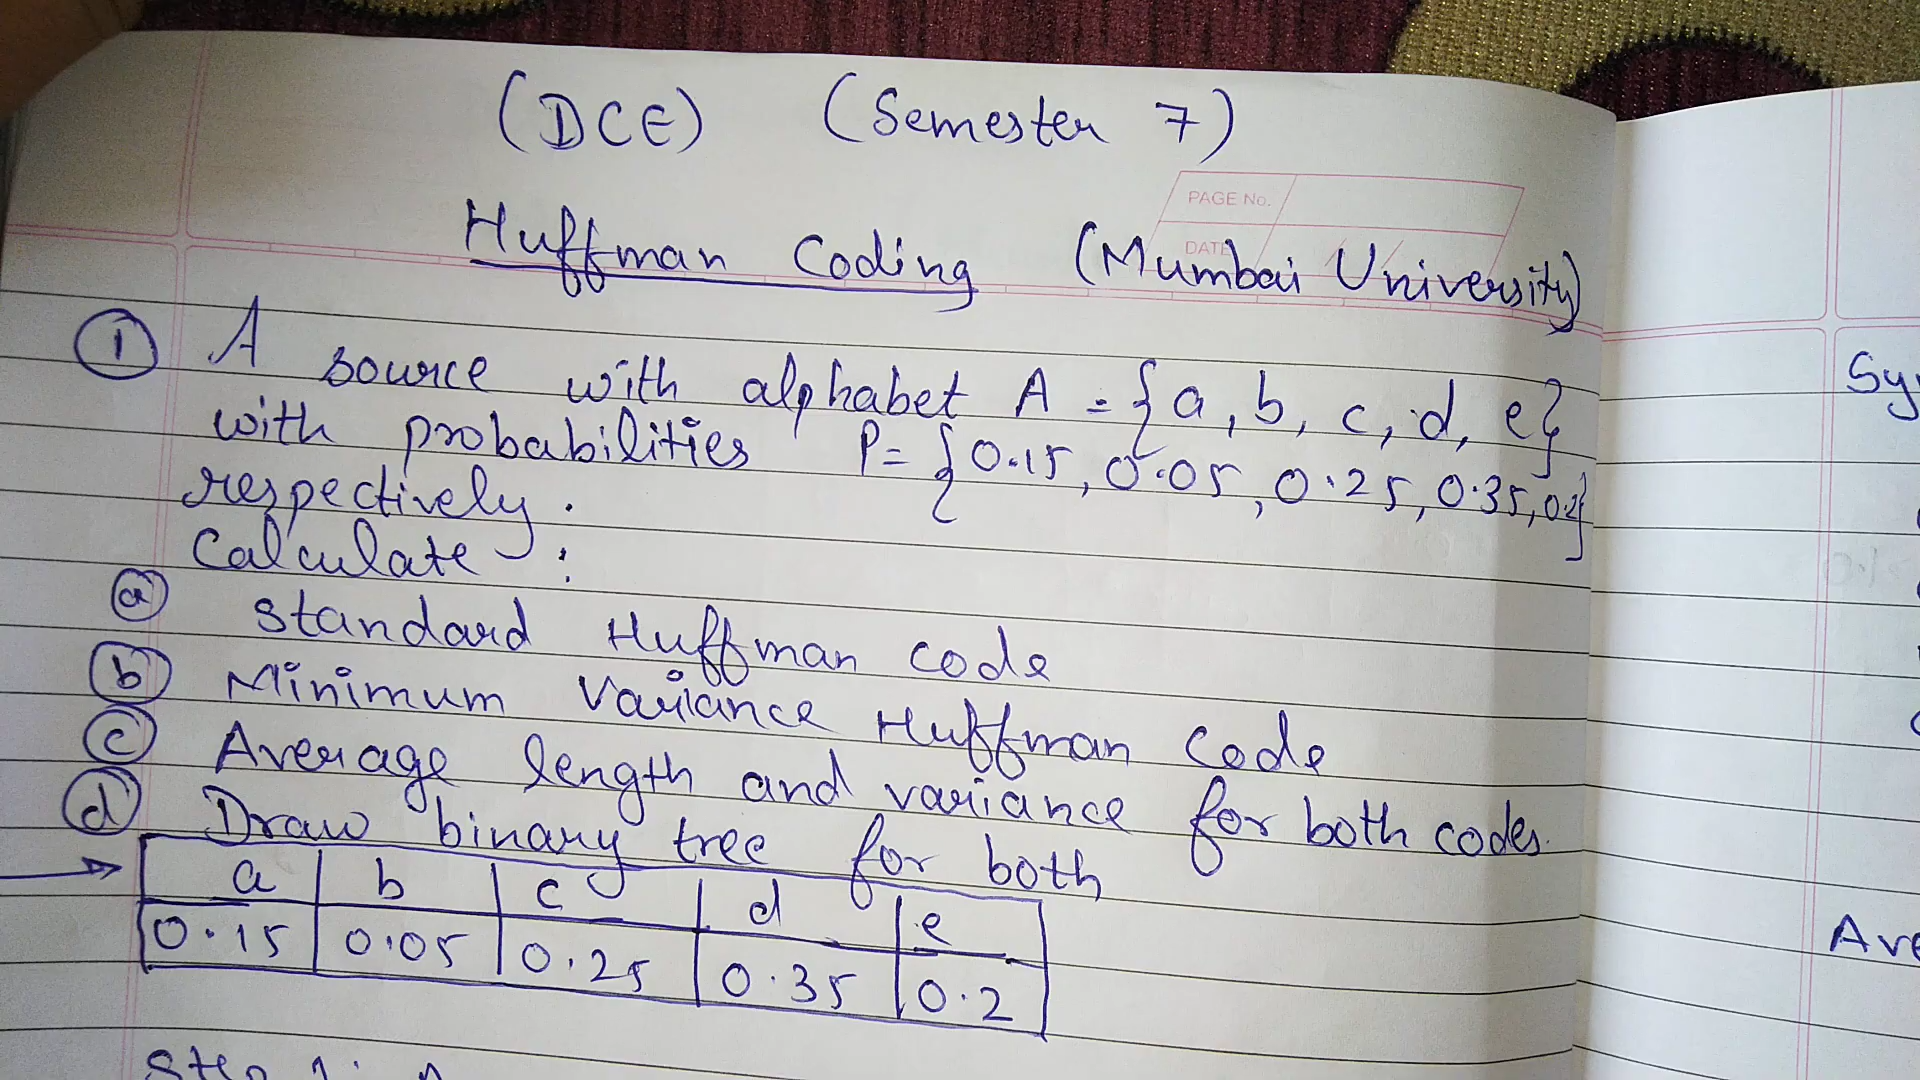 (DCE) (Semester 7)
PAGE No.
Huffman Coding (Mumbai University)
DATE
① A source with alphabet A = {a, b, c, d, e}
with probabilities P = {0.15, 0.05, 0.25, 0.35, 0.2}
respectively.
Calculate :
ⓐ Standard Huffman code
ⓑ Minimum Variance Huffman Code
ⓒ Average length and variance for both codes.
ⓓ Draw binary tree for both
→ a b c d e
0.15 0.05 0.25 0.35 0.2